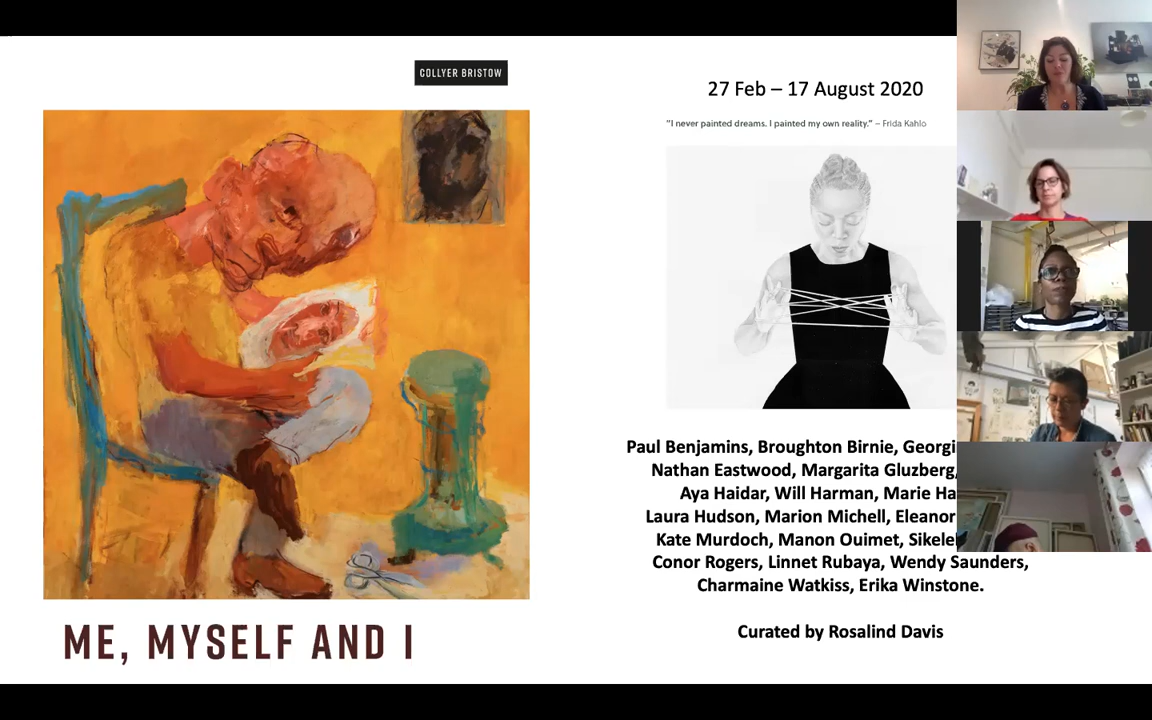 COLLYER BRISTOW
ME, MYSELF AND I
27 Feb – 17 August 2020
“I never painted dreams. I painted my own reality.” – Frida Kahlo
Paul Benjamins, Broughton Birnie,
Nathan Eastwood, Margarita Gluzberg,
Aya Haidar, Will Harman, Marie
Laura Hudson, Marion Michell, Eleanor
Kate Murdoch, Manon Ouimet,
Conor Rogers, Linnet Rubaya, Wendy Saunders,
Charmaine Watkiss, Erika Winstone.
Curated by Rosalind Davis